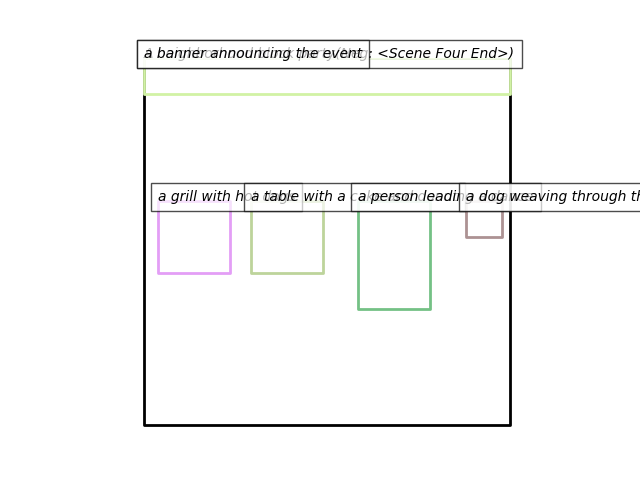 a banner announcing the event : <Scene Four End>)
a grill with hot dogs a table with a c a person leading a dog weaving through th